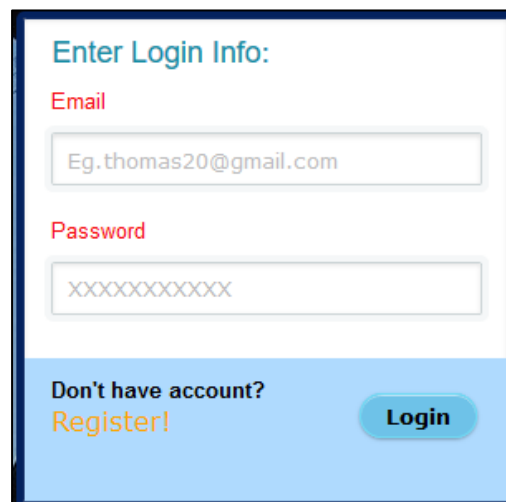 Enter Login Info:
Email
Eg.thomas20@gmail.com
Password
XXXXXXXXXXX
Don't have account?
Register!
Login